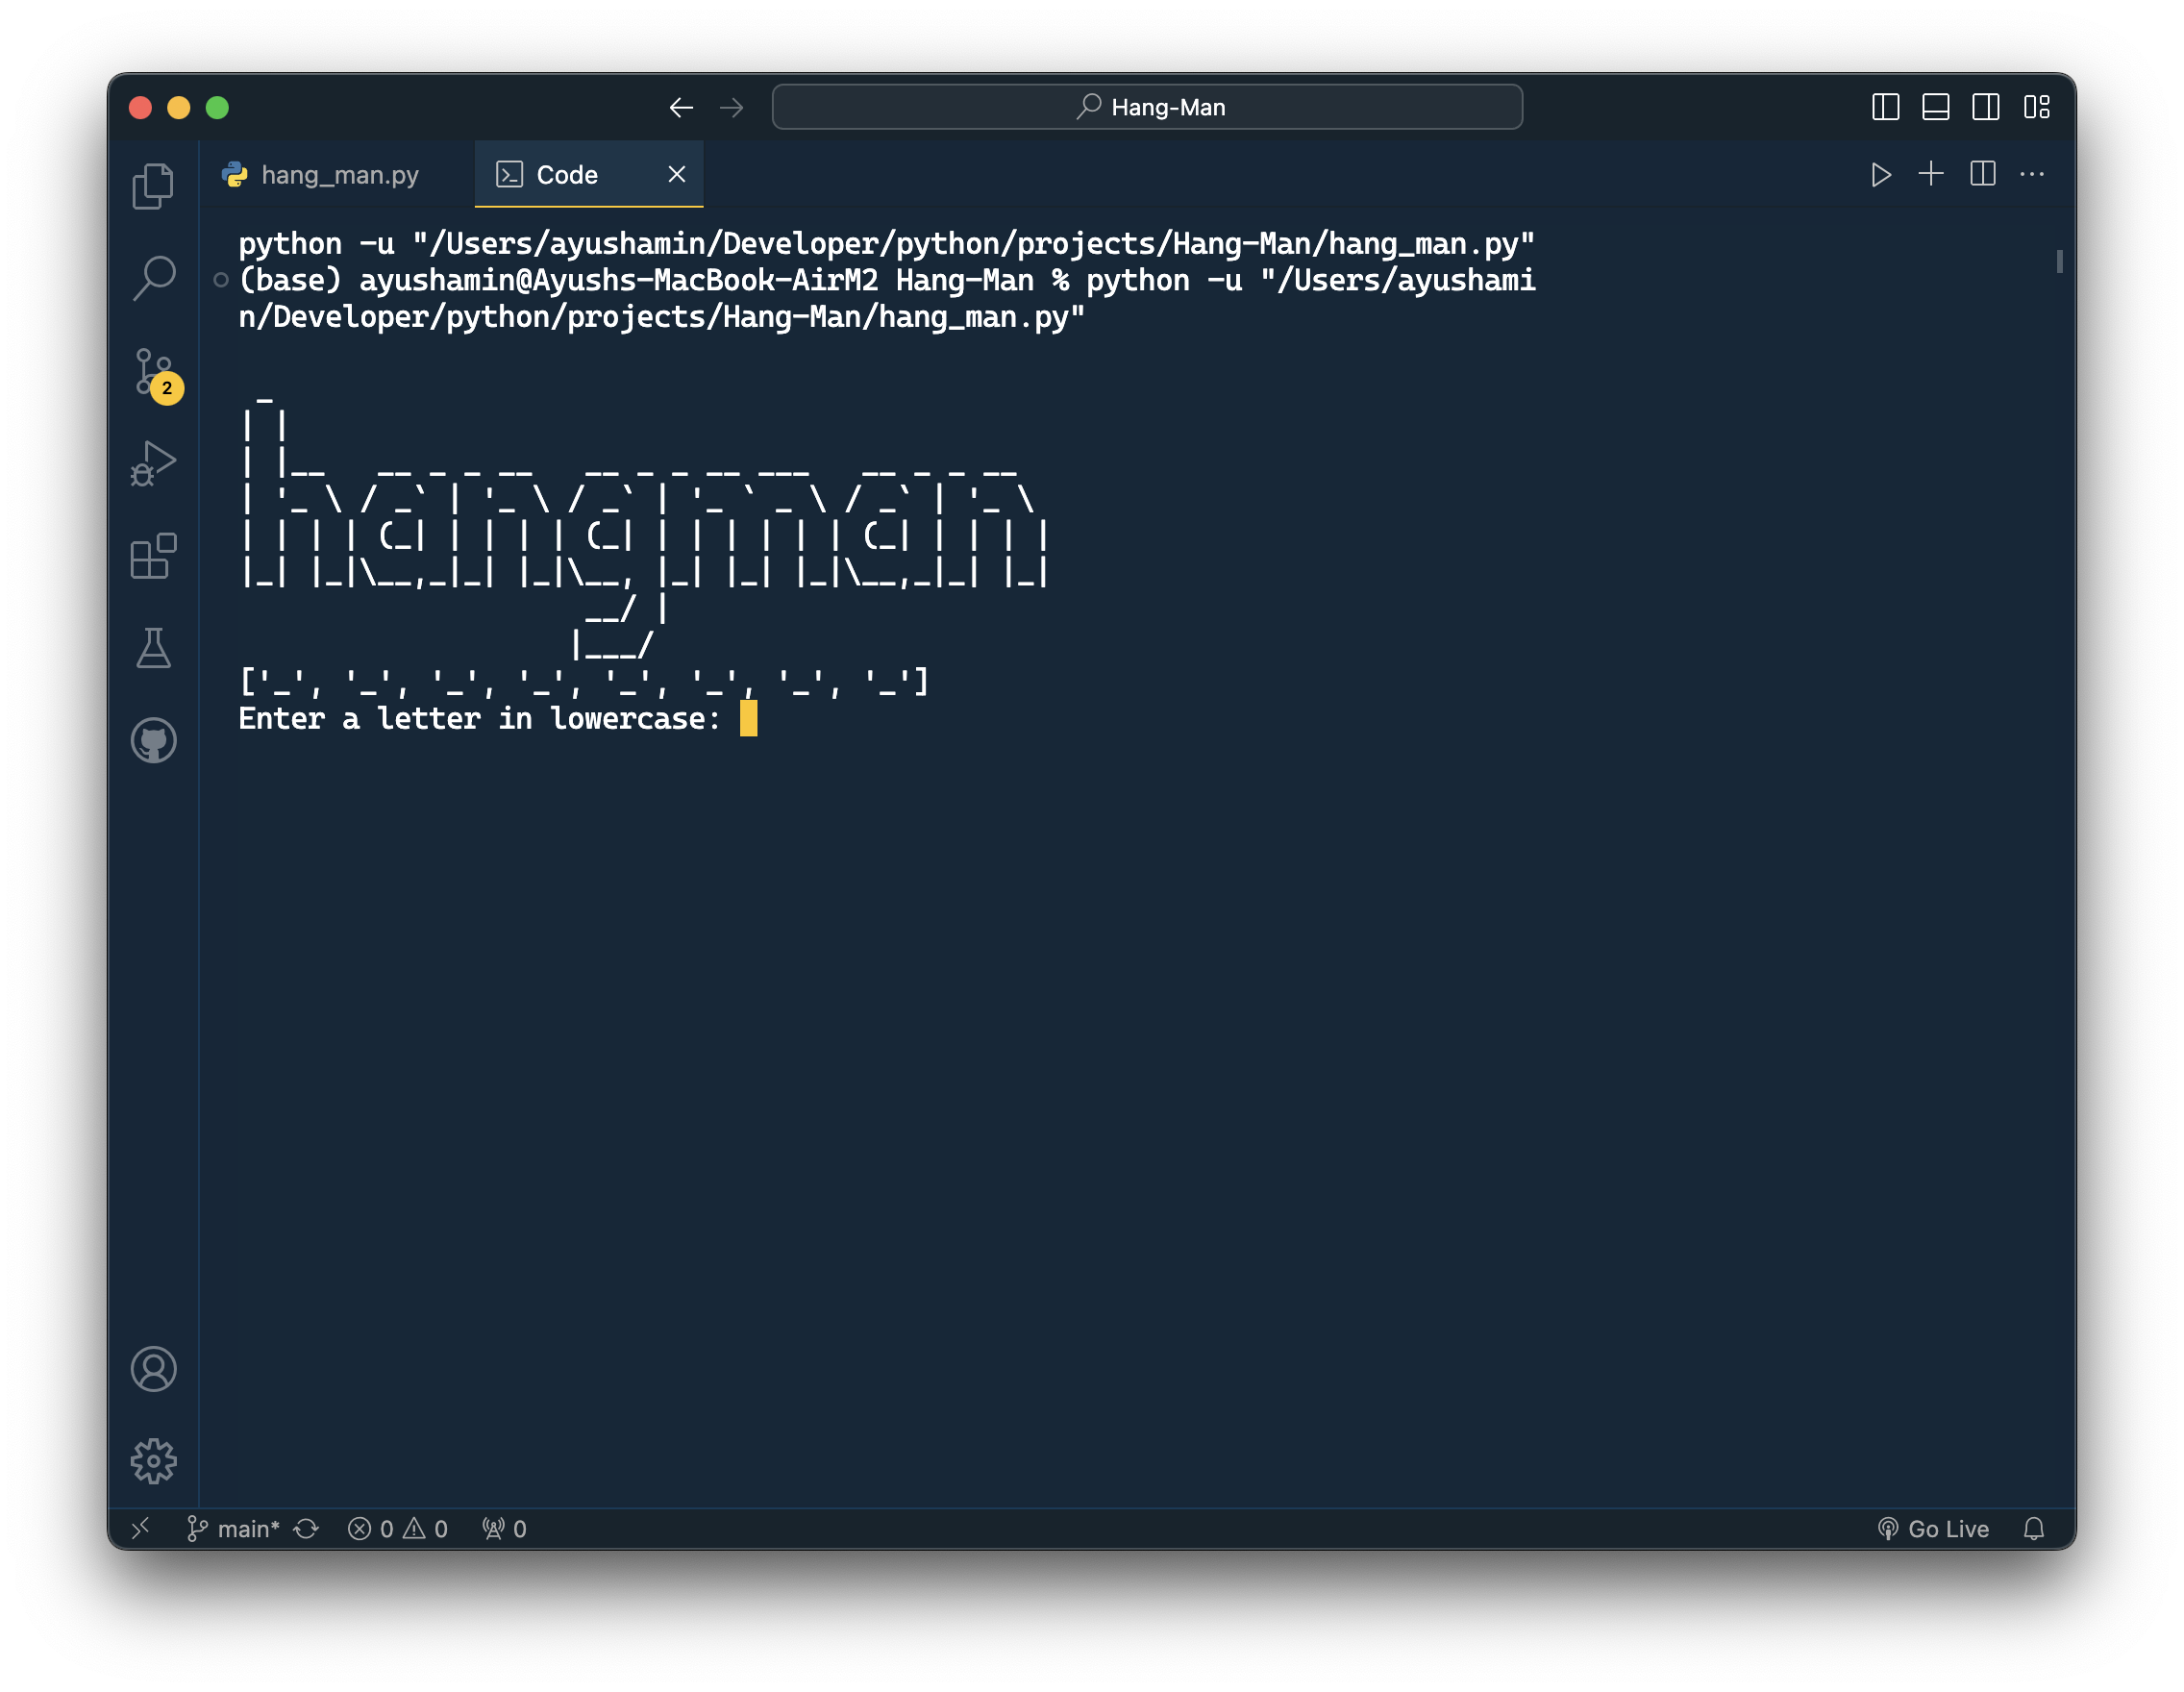 Hang-Man
hang_man.py
Code
python -u "/Users/ayushamin/Developer/python/projects/Hang-Man/hang_man.py"
(base) ayushamin@Ayushs-MacBook-AirM2 Hang-Man % python -u "/Users/ayushami
n/Developer/python/projects/Hang-Man/hang_man.py"
 _
| |
| |__   __ _ _ __   __ _ _ __ ___   __ _ _ __
| '_ \ / _` | '_ \ / _` | '_ ` _ \ / _` | '_ \
| | | | (_| | | | | (_| | | | | | | (_| | | | |
|_| |_|\__,_|_| |_|\__, |_| |_| |_|\__,_|_| |_|
                    __/ |
                   |___/
['_', '_', '_', '_', '_', '_', '_', '_']
Enter a letter in lowercase:
2
main* 0 0 0 Go Live